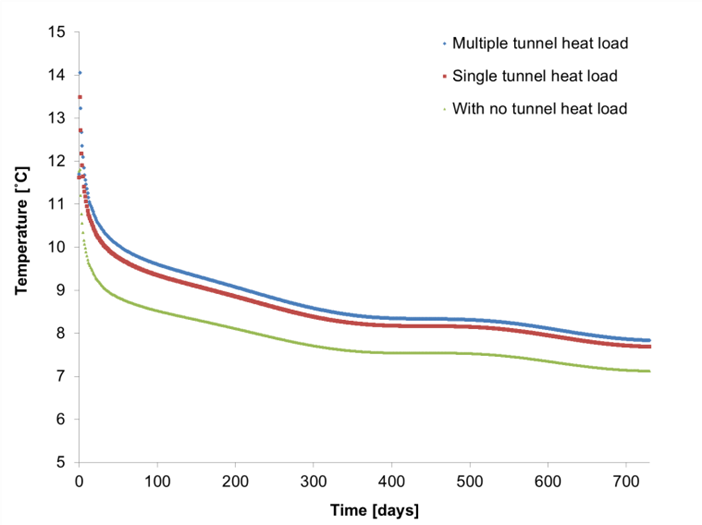 15
14
13
12
11
10
9
8
7
6
5
Temperature [˚C]
Multiple tunnel heat load
Single tunnel heat load
With no tunnel heat load
0 100 200 300 400 500 600 700
Time [days]